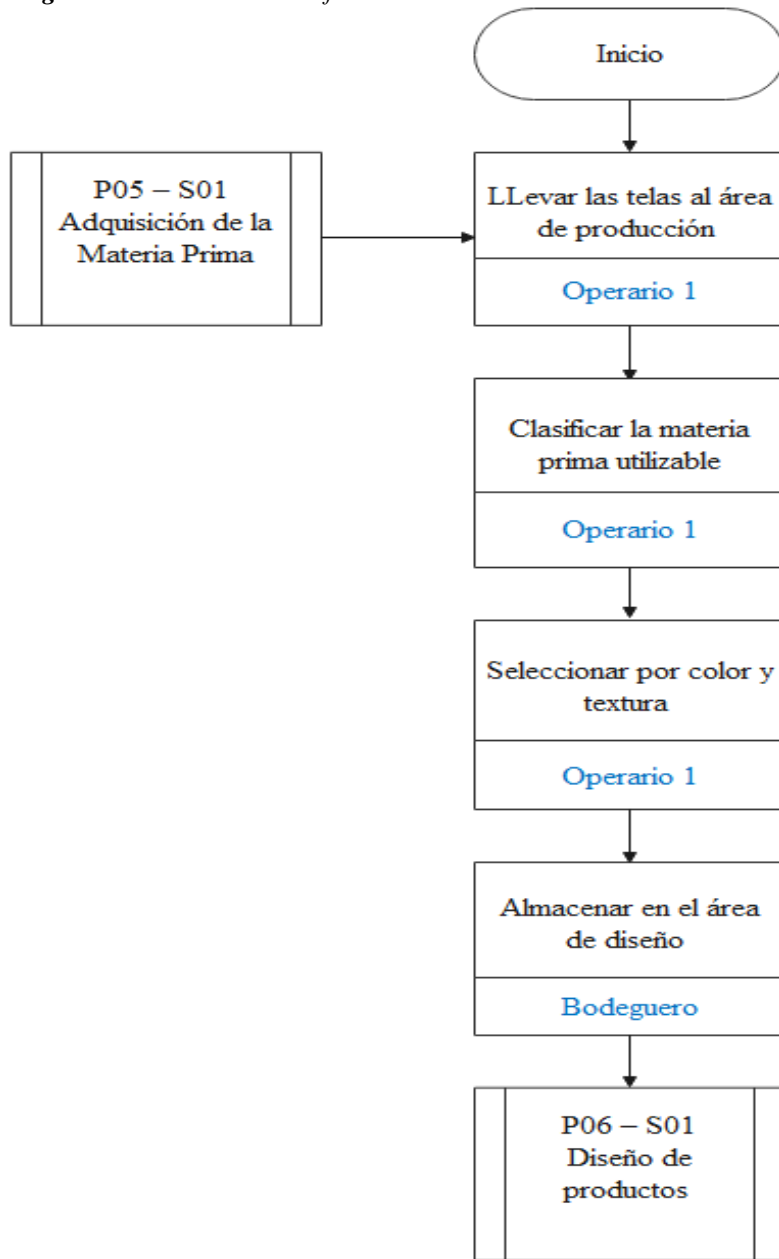 Inicio
P05 – S01
Adquisición de la
Materia Prima
LLevar las telas al área
de producción
Operario 1
Clasificar la materia
prima utilizable
Operario 1
Seleccionar por color y
textura
Operario 1
Almacenar en el área
de diseño
Bodeguero
P06 – S01
Diseño de
productos